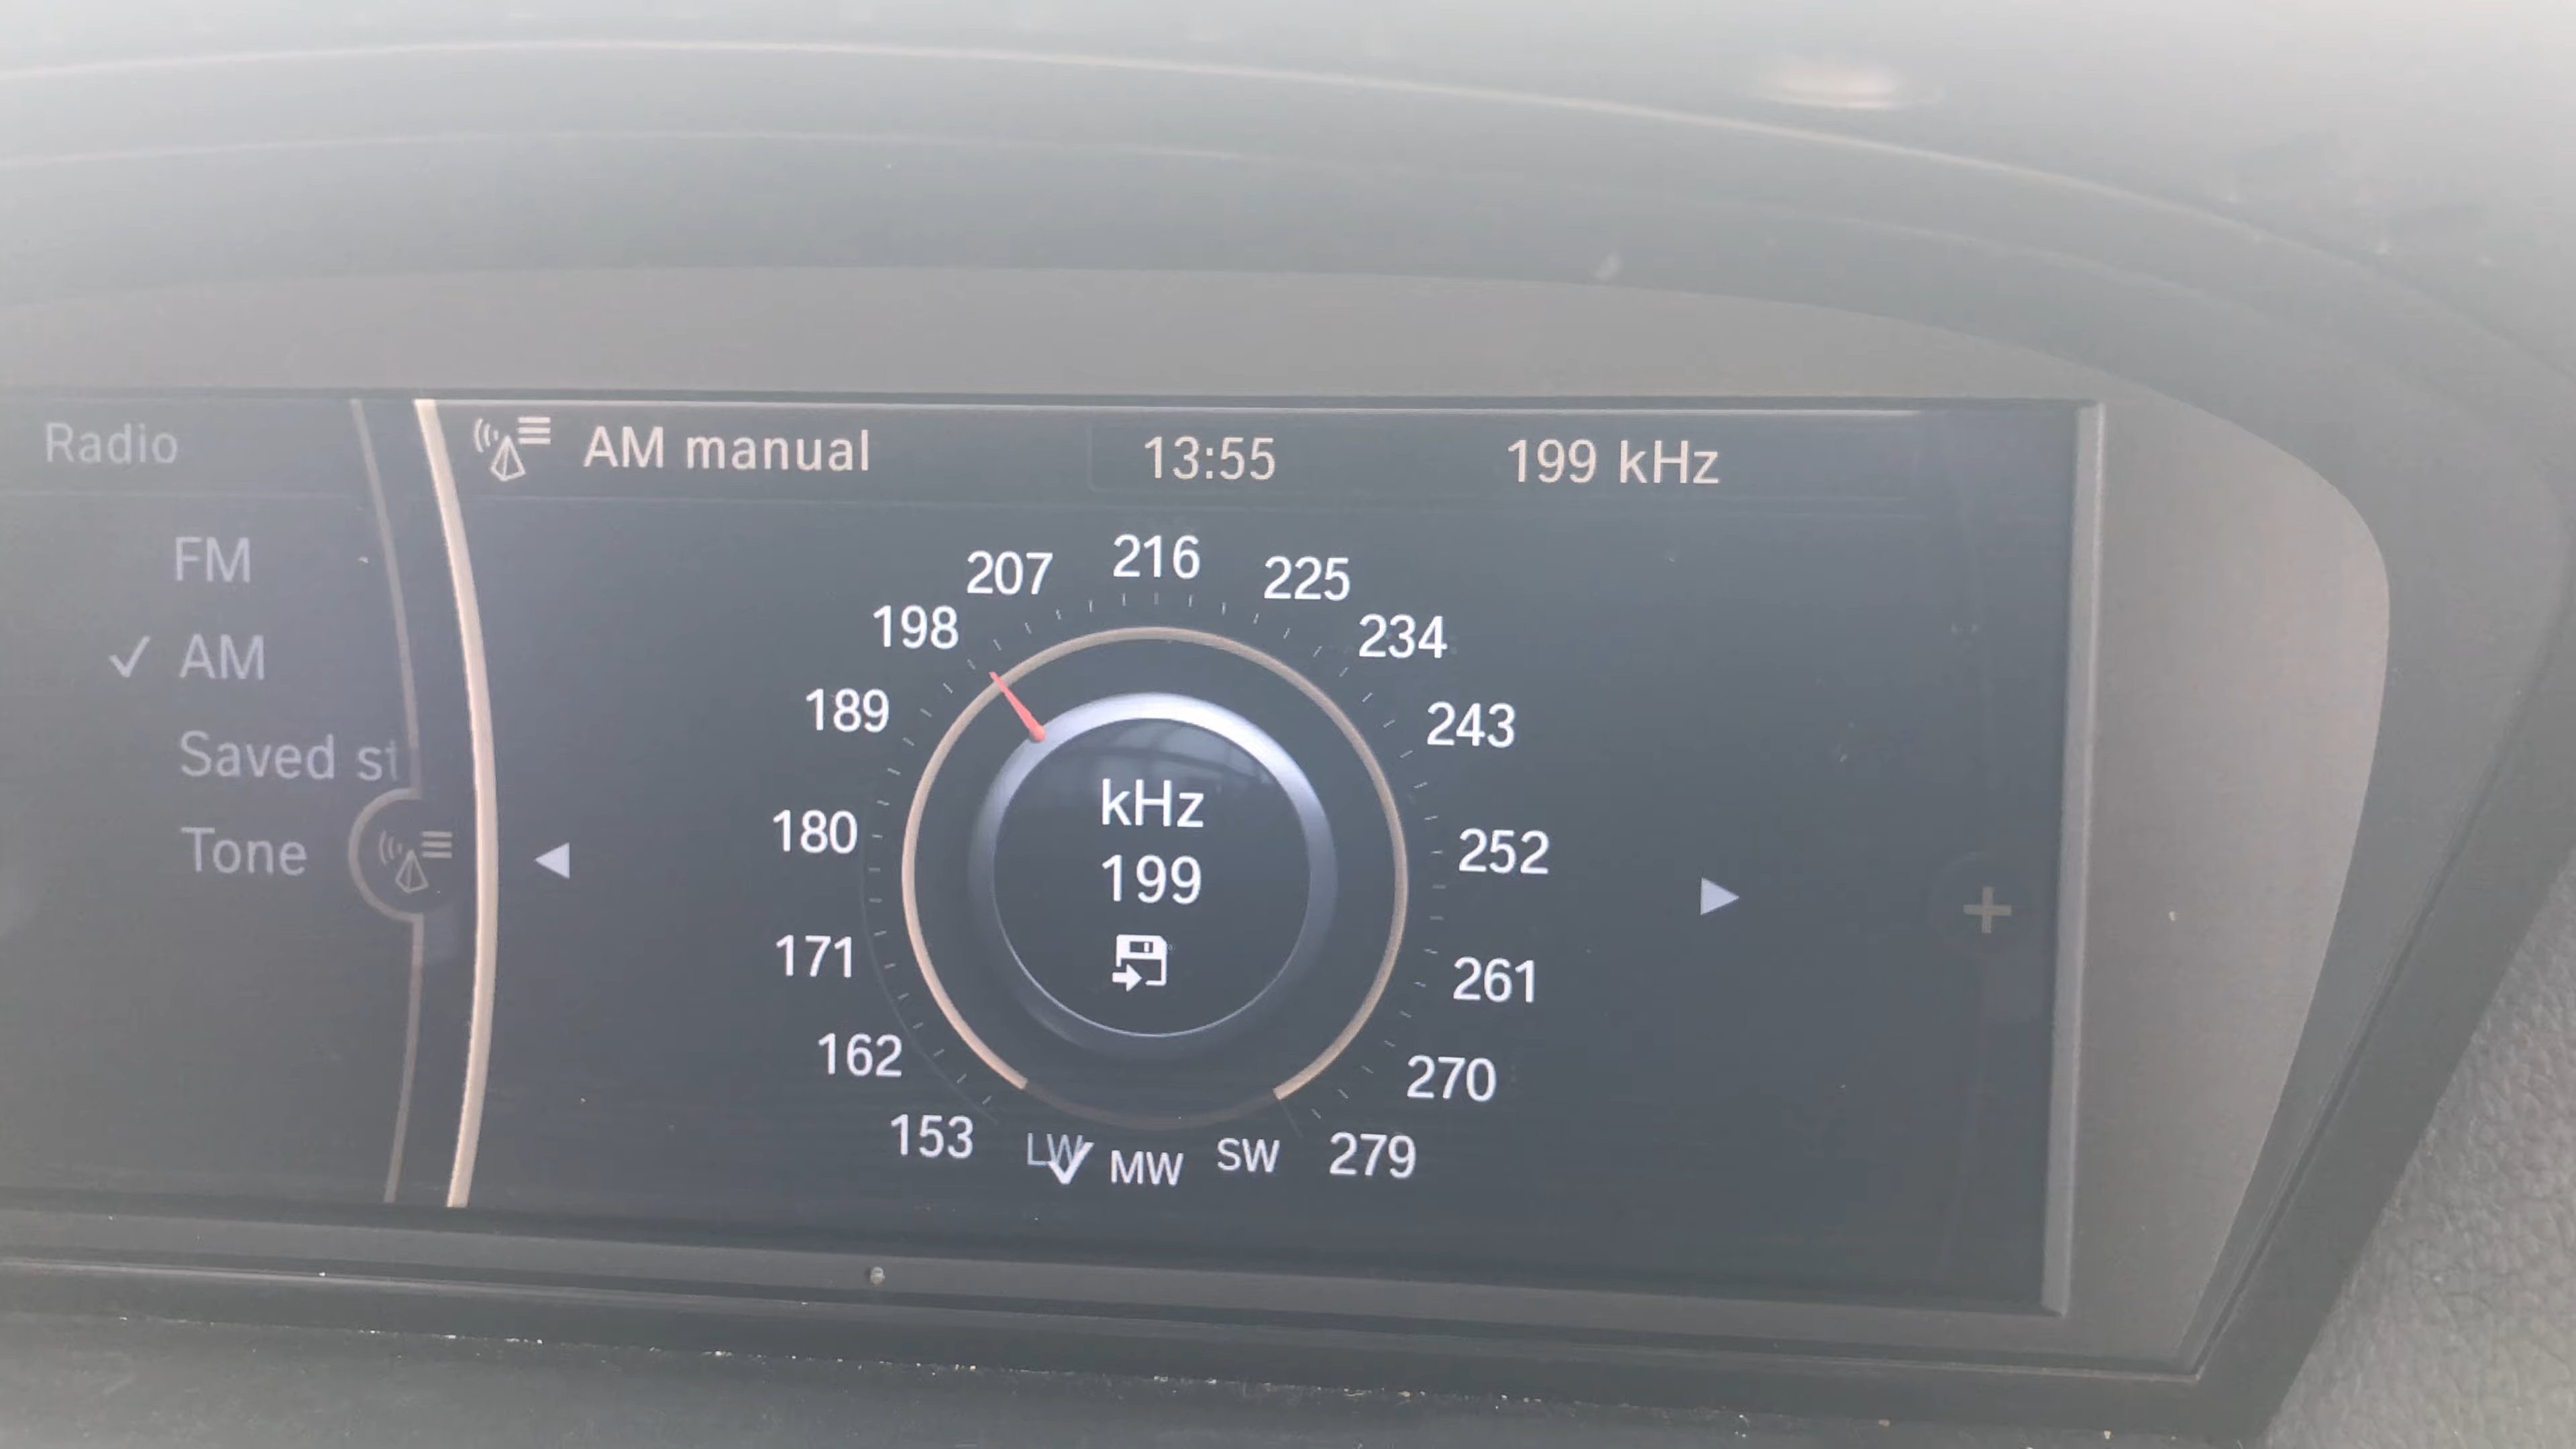 Radio
AM manual
13:55
199 kHz
FM
AM
Saved st
Tone
216
207
225
198
234
189
243
180
252
171
261
162
270
153
279
kHz
199
LW
MW
SW